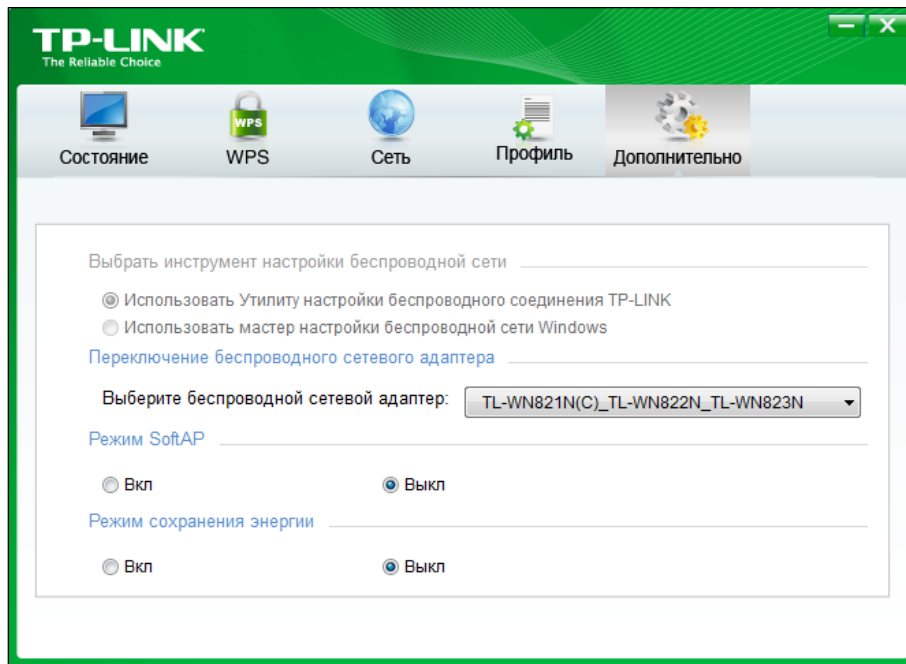 TP-LINK
The Reliable Choice
WPS
Состояние
WPS
Сеть
Профиль
Дополнительно
Выбрать инструмент настройки беспроводной сети
Использовать Утилиту настройки беспроводного соединения TP-LINK
Использовать мастер настройки беспроводной сети Windows
Переключение беспроводного сетевого адаптера
Выберите беспроводной сетевой адаптер: TL-WN821N(C)_TL-WN822N_TL-WN823N
Режим SoftAP
Вкл Выкл
Режим сохранения энергии
Вкл Выкл